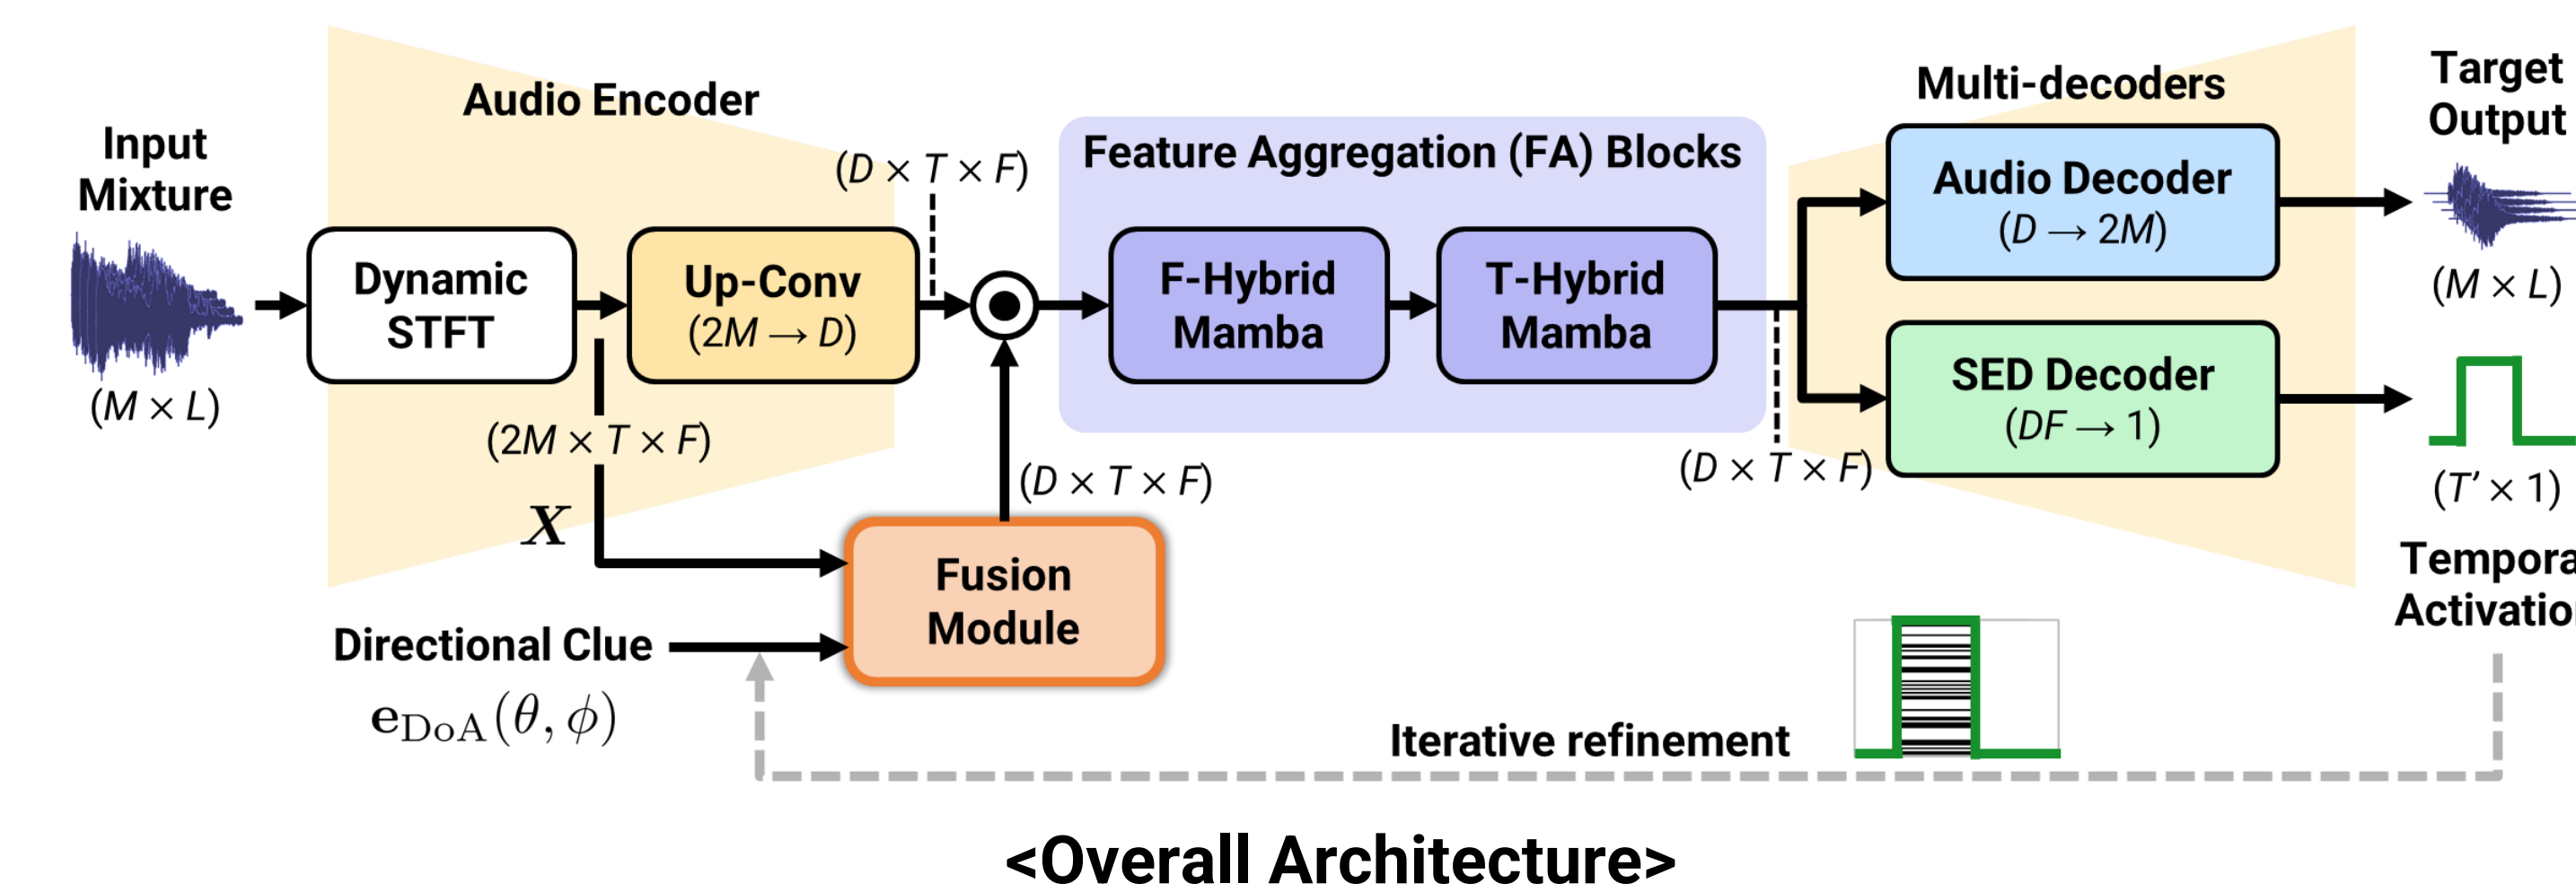 Input
Mixture
(M × L)
Audio Encoder
Dynamic
STFT
Up-Conv
(2M → D)
(D × T × F)
(2M × T × F)
X
Directional Clue
e_DoA(θ, ϕ)
Fusion
Module
(D × T × F)
Feature Aggregation (FA) Blocks
F-Hybrid
Mamba
T-Hybrid
Mamba
(D × T × F)
Multi-decoders
Audio Decoder
(D → 2M)
SED Decoder
(DF → 1)
Target
Output
(M × L)
(T′ × 1)
Tempora
Activatio
Iterative refinement
<Overall Architecture>